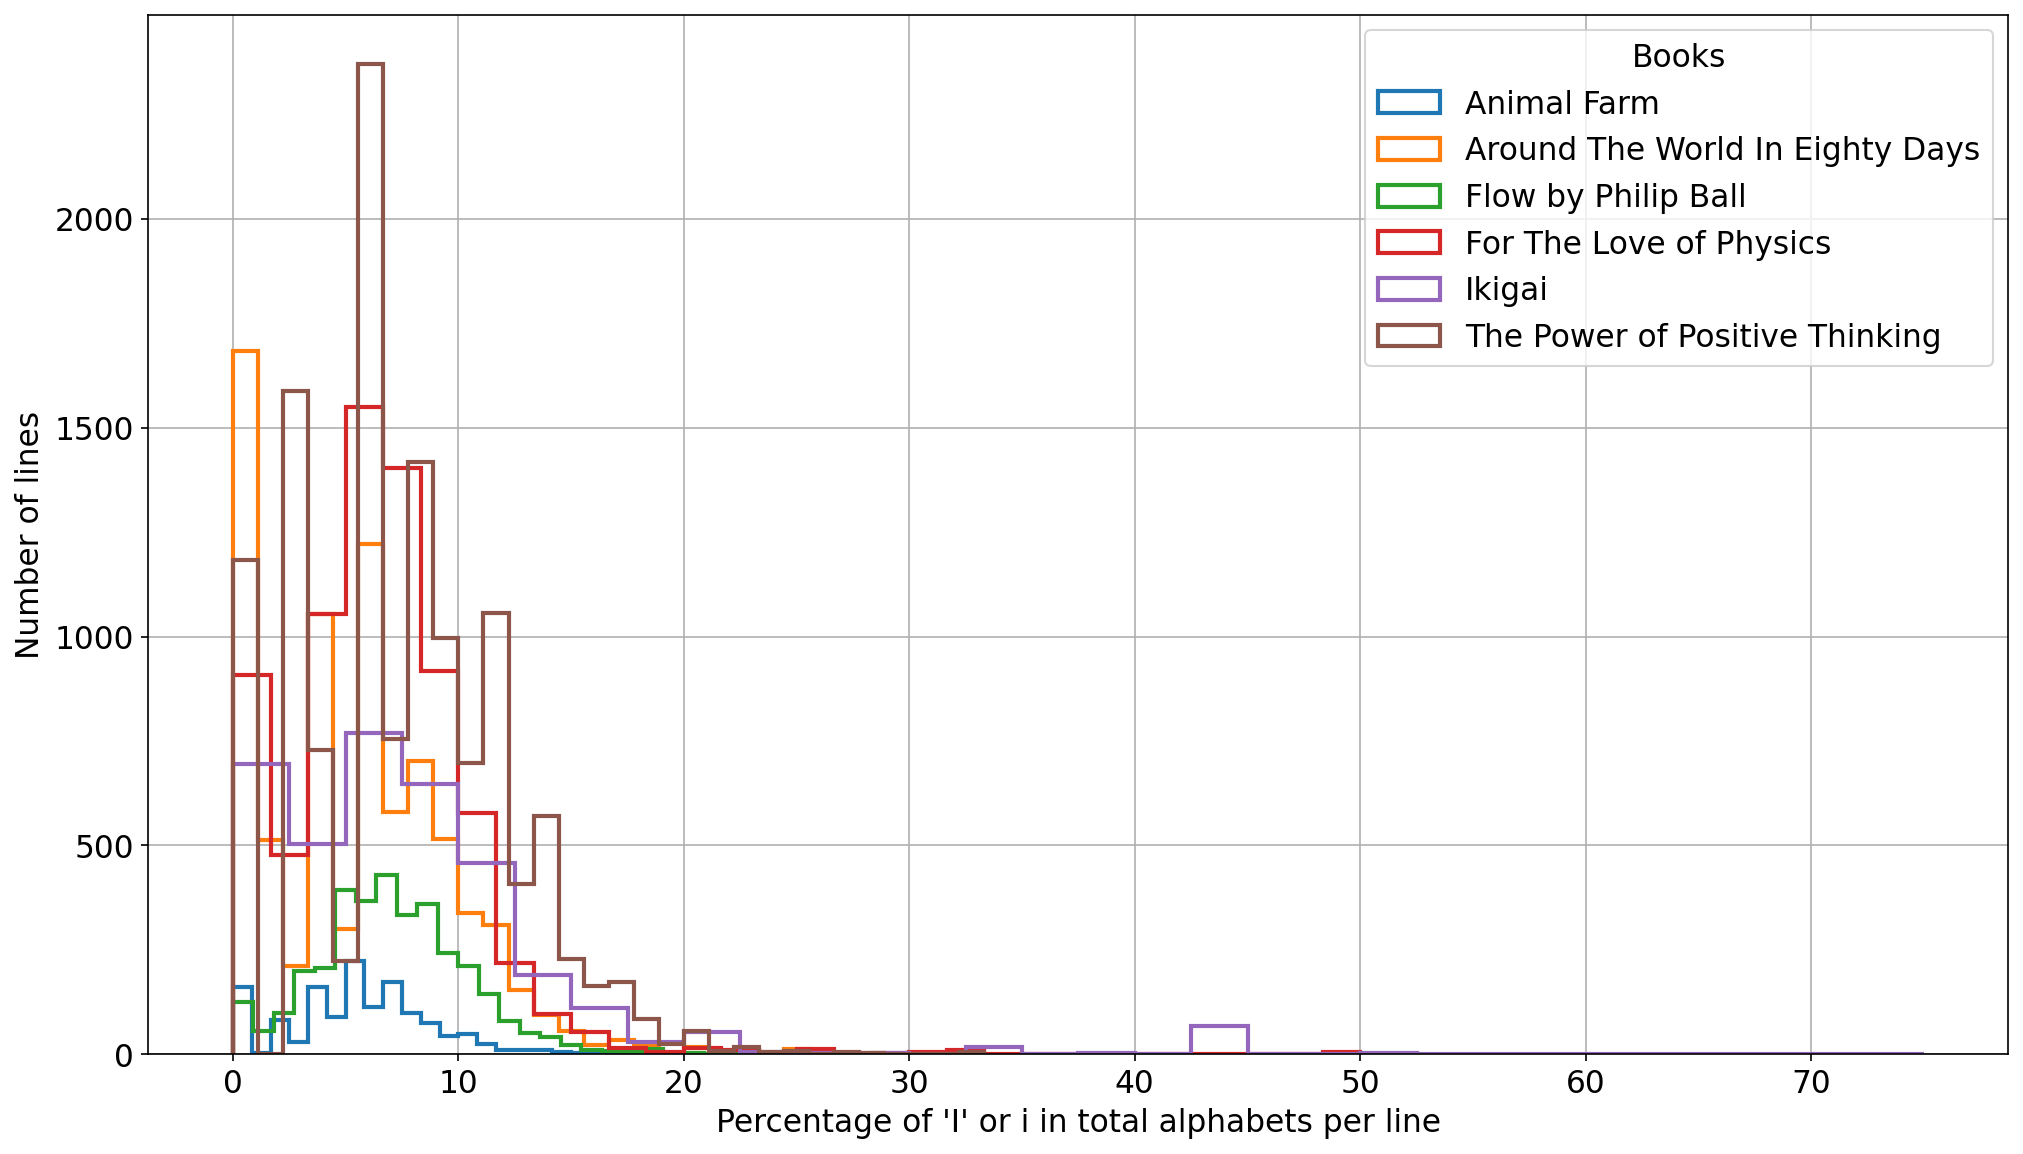 Books
Animal Farm
Around The World In Eighty Days
Flow by Philip Ball
For The Love of Physics
Ikigai
The Power of Positive Thinking
Number of lines
2000
1500
1000
500
0
0 10 20 30 40 50 60 70
Percentage of 'I' or i in total alphabets per line